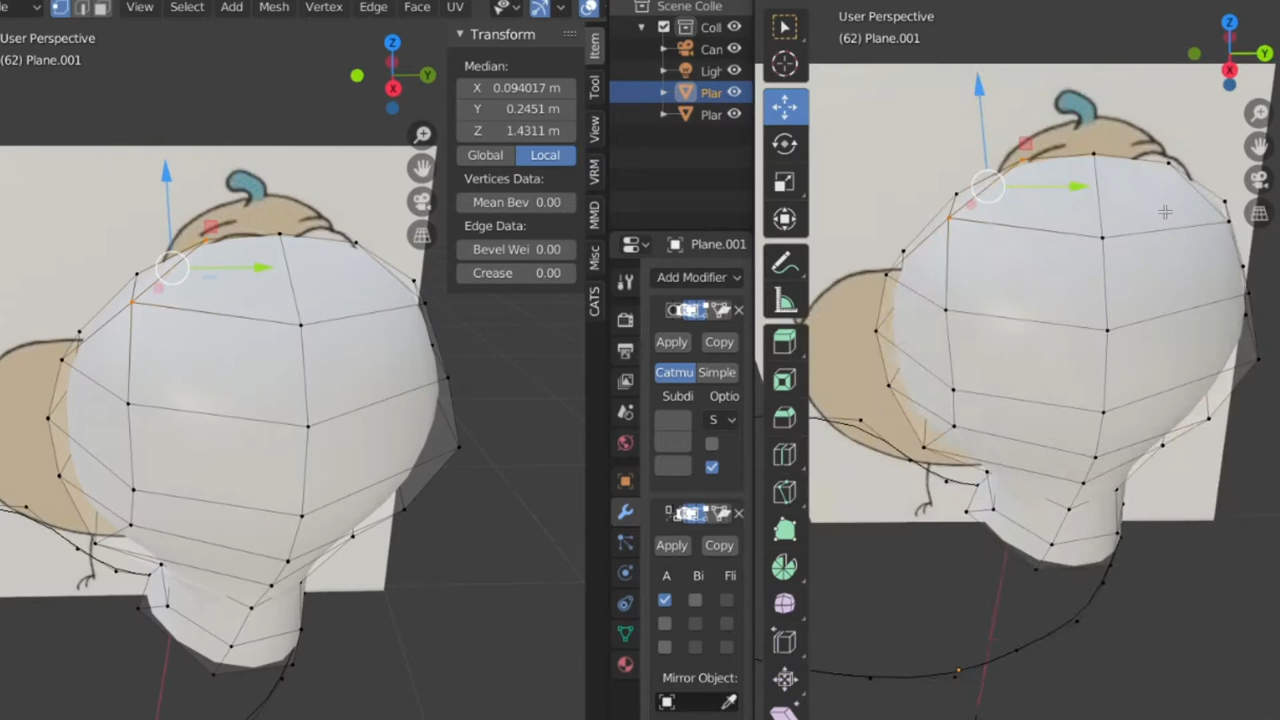 le
View
Select
Add
Mesh
Vertex
Edge
Face
UV
User Perspective
(62) Plane.001
Z
Y
X
Transform
Median:
X 0.094017 m
Y 0.2451 m
Z 1.4311 m
Global
Local
Vertices Data:
Mean Bev 0.00
Edge Data:
Bevel Wei 0.00
Crease 0.00
Item
Tool
View
VRM
MMD
Misc
CATS
Scene Colle
Coll
Can
Ligh
Plar
Plar
Plane.001
Add Modifier
Apply
Copy
Catmu
Simple
Subdi
Optio
S
Apply
Copy
A
Bi
Fli
Mirror Object:
User Perspective
(62) Plane.001
Z
Y
X